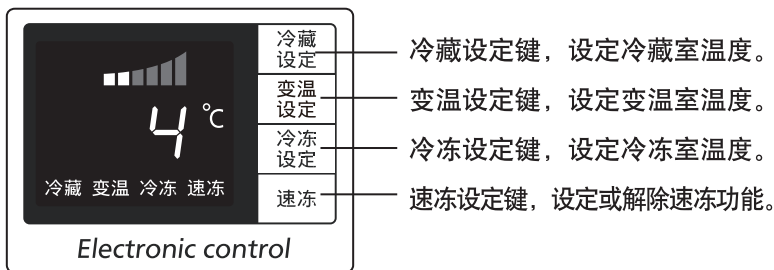 冷藏
设定
冷藏设定键，设定冷藏室温度。
变温
设定
变温设定键，设定变温室温度。
4℃
冷冻
设定
冷冻设定键，设定冷冻室温度。
冷藏 变温 冷冻 速冻
速冻
速冻设定键，设定或解除速冻功能。
Electronic control